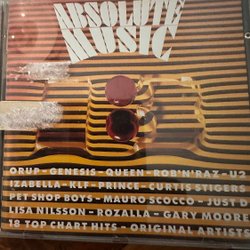 ABSOLUTE
MUSIC
ORUP - GENESIS - QUEEN - ROB'N'RAZ - U2
IZABELLA - KLF - PRINCE - CURTIS STIGERS
PET SHOP BOYS - MAURO SCOCCO - JUST D
LISA NILSSON - ROZALLA - GARY MOORE
18 TOP CHART HITS - ORIGINAL ARTISTS